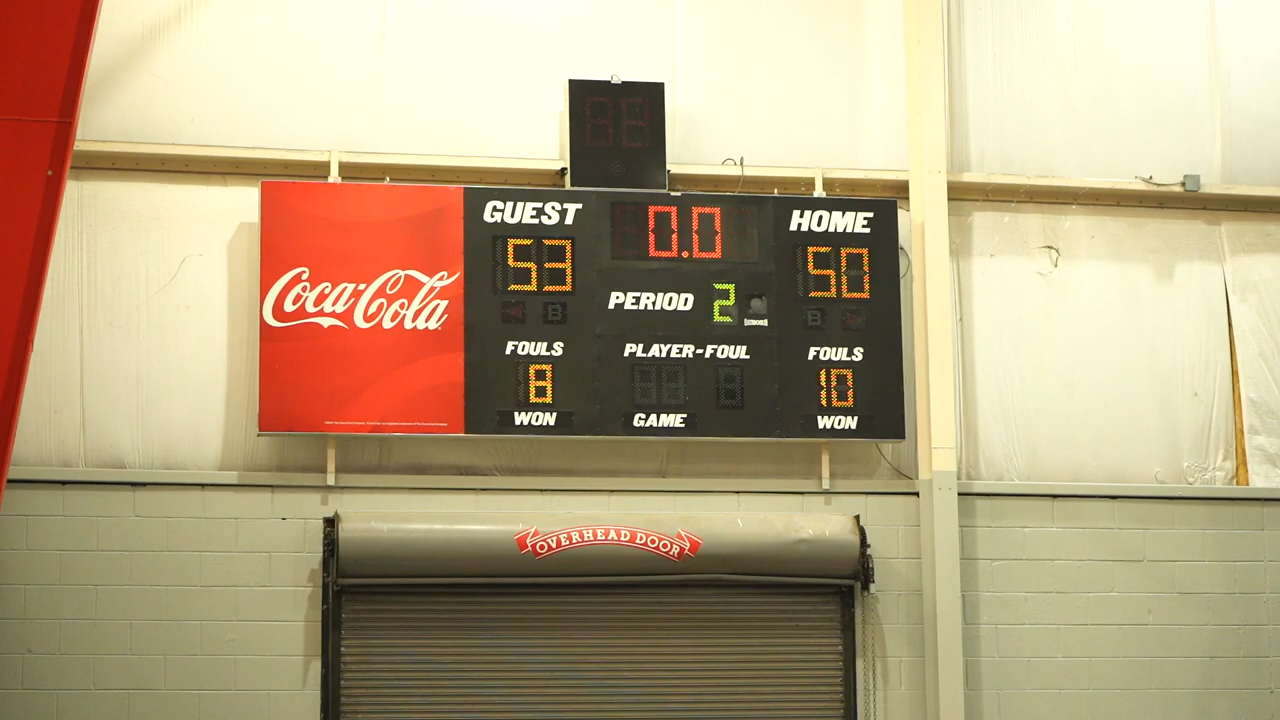 Coca-Cola
GUEST
0.0
HOME
53
50
PERIOD 2
B
B
FOULS
PLAYER-FOUL
FOULS
8
10
WON
GAME
WON
OVERHEAD DOOR